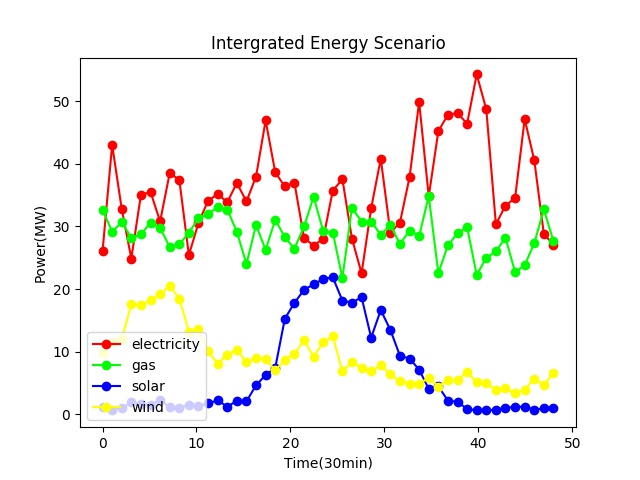 Intergrated Energy Scenario
Power(MW)
50
40
30
20
10
0
electricity
gas
solar
wind
0 10 20 30 40 50
Time(30min)